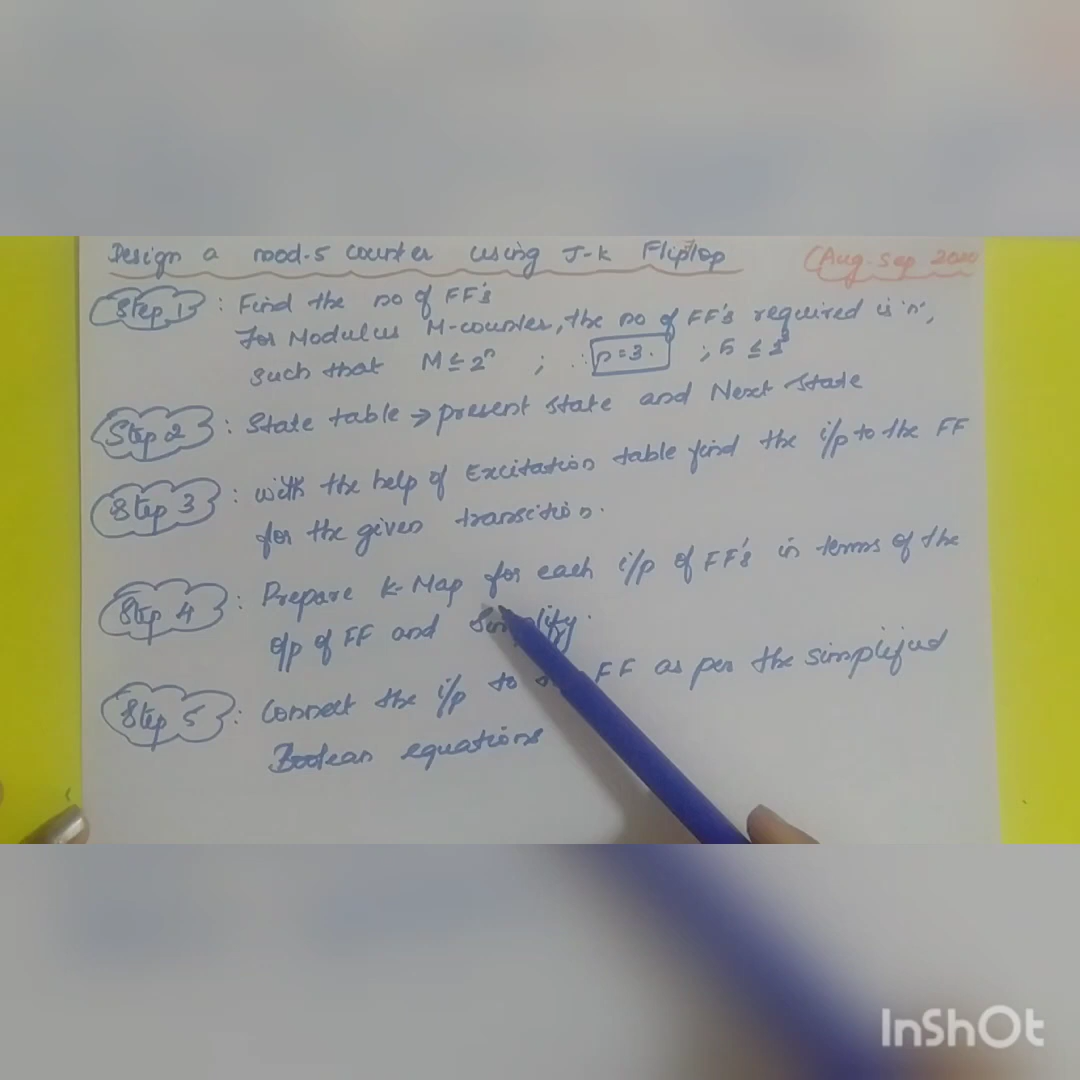 Design a mod-5 counter using J-K Flipflop (Aug-Sep 2020
Step 1 : Find the no of FF's
For Modulus M-counter, the no of FF's required is 'n',
such that M ≤ 2ⁿ ; ∴ n=3. ; 5 ≤ 2³
Step 2 : State table → present state and Next state
Step 3 : with the help of Excitation table find the i/p to the FF
for the given transition.
Step 4 : Prepare K-Map for each i/p of FF's in terms of the
o/p of FF and Simplify.
Step 5 : Connect the i/p to FF as per the simplified
Boolean equations
InShOt